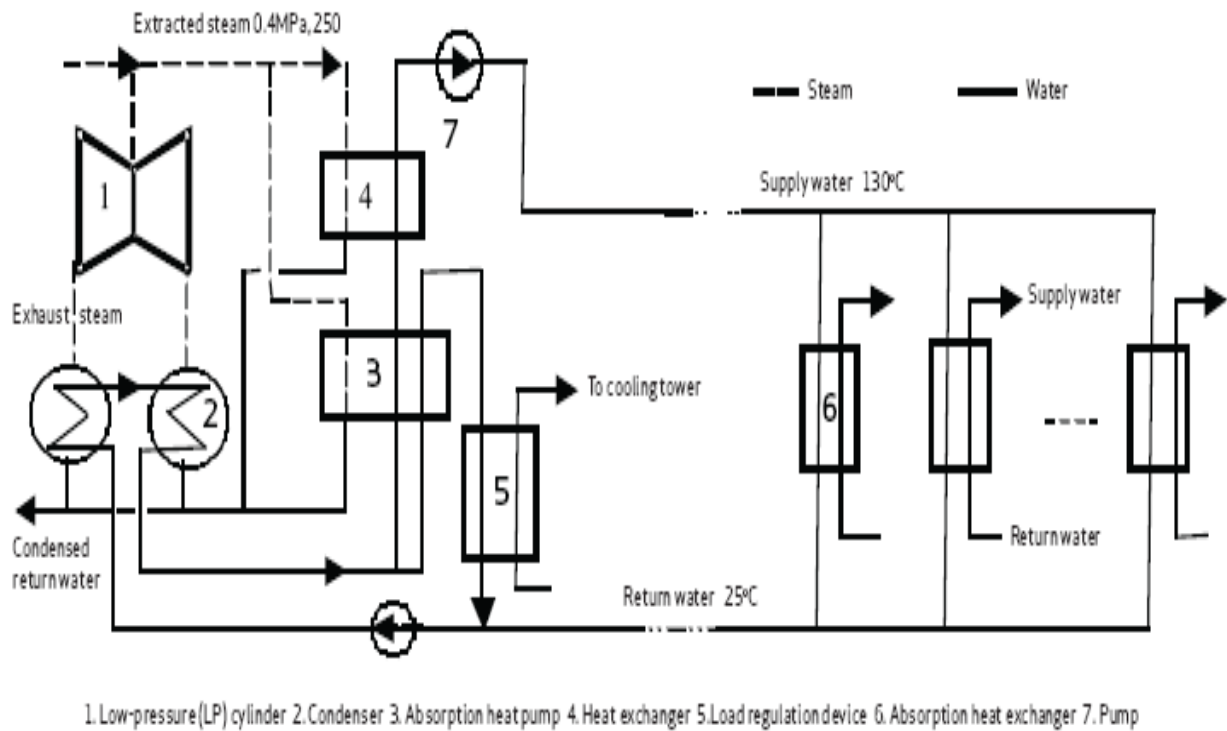 Extracted steam 0.4MPa,250
Steam
Water
7
Supply water 130ºC
1
4
Exhaust steam
Supply water
3
To cooling tower
2
6
5
Condensed
return water
Return water
Return water 25ºC
1. Low-pressure(LP) cylinder 2.Condenser 3. Absorption heat pump 4. Heat exchanger 5.Load regulation device 6. Absorption heat exchanger 7. Pump